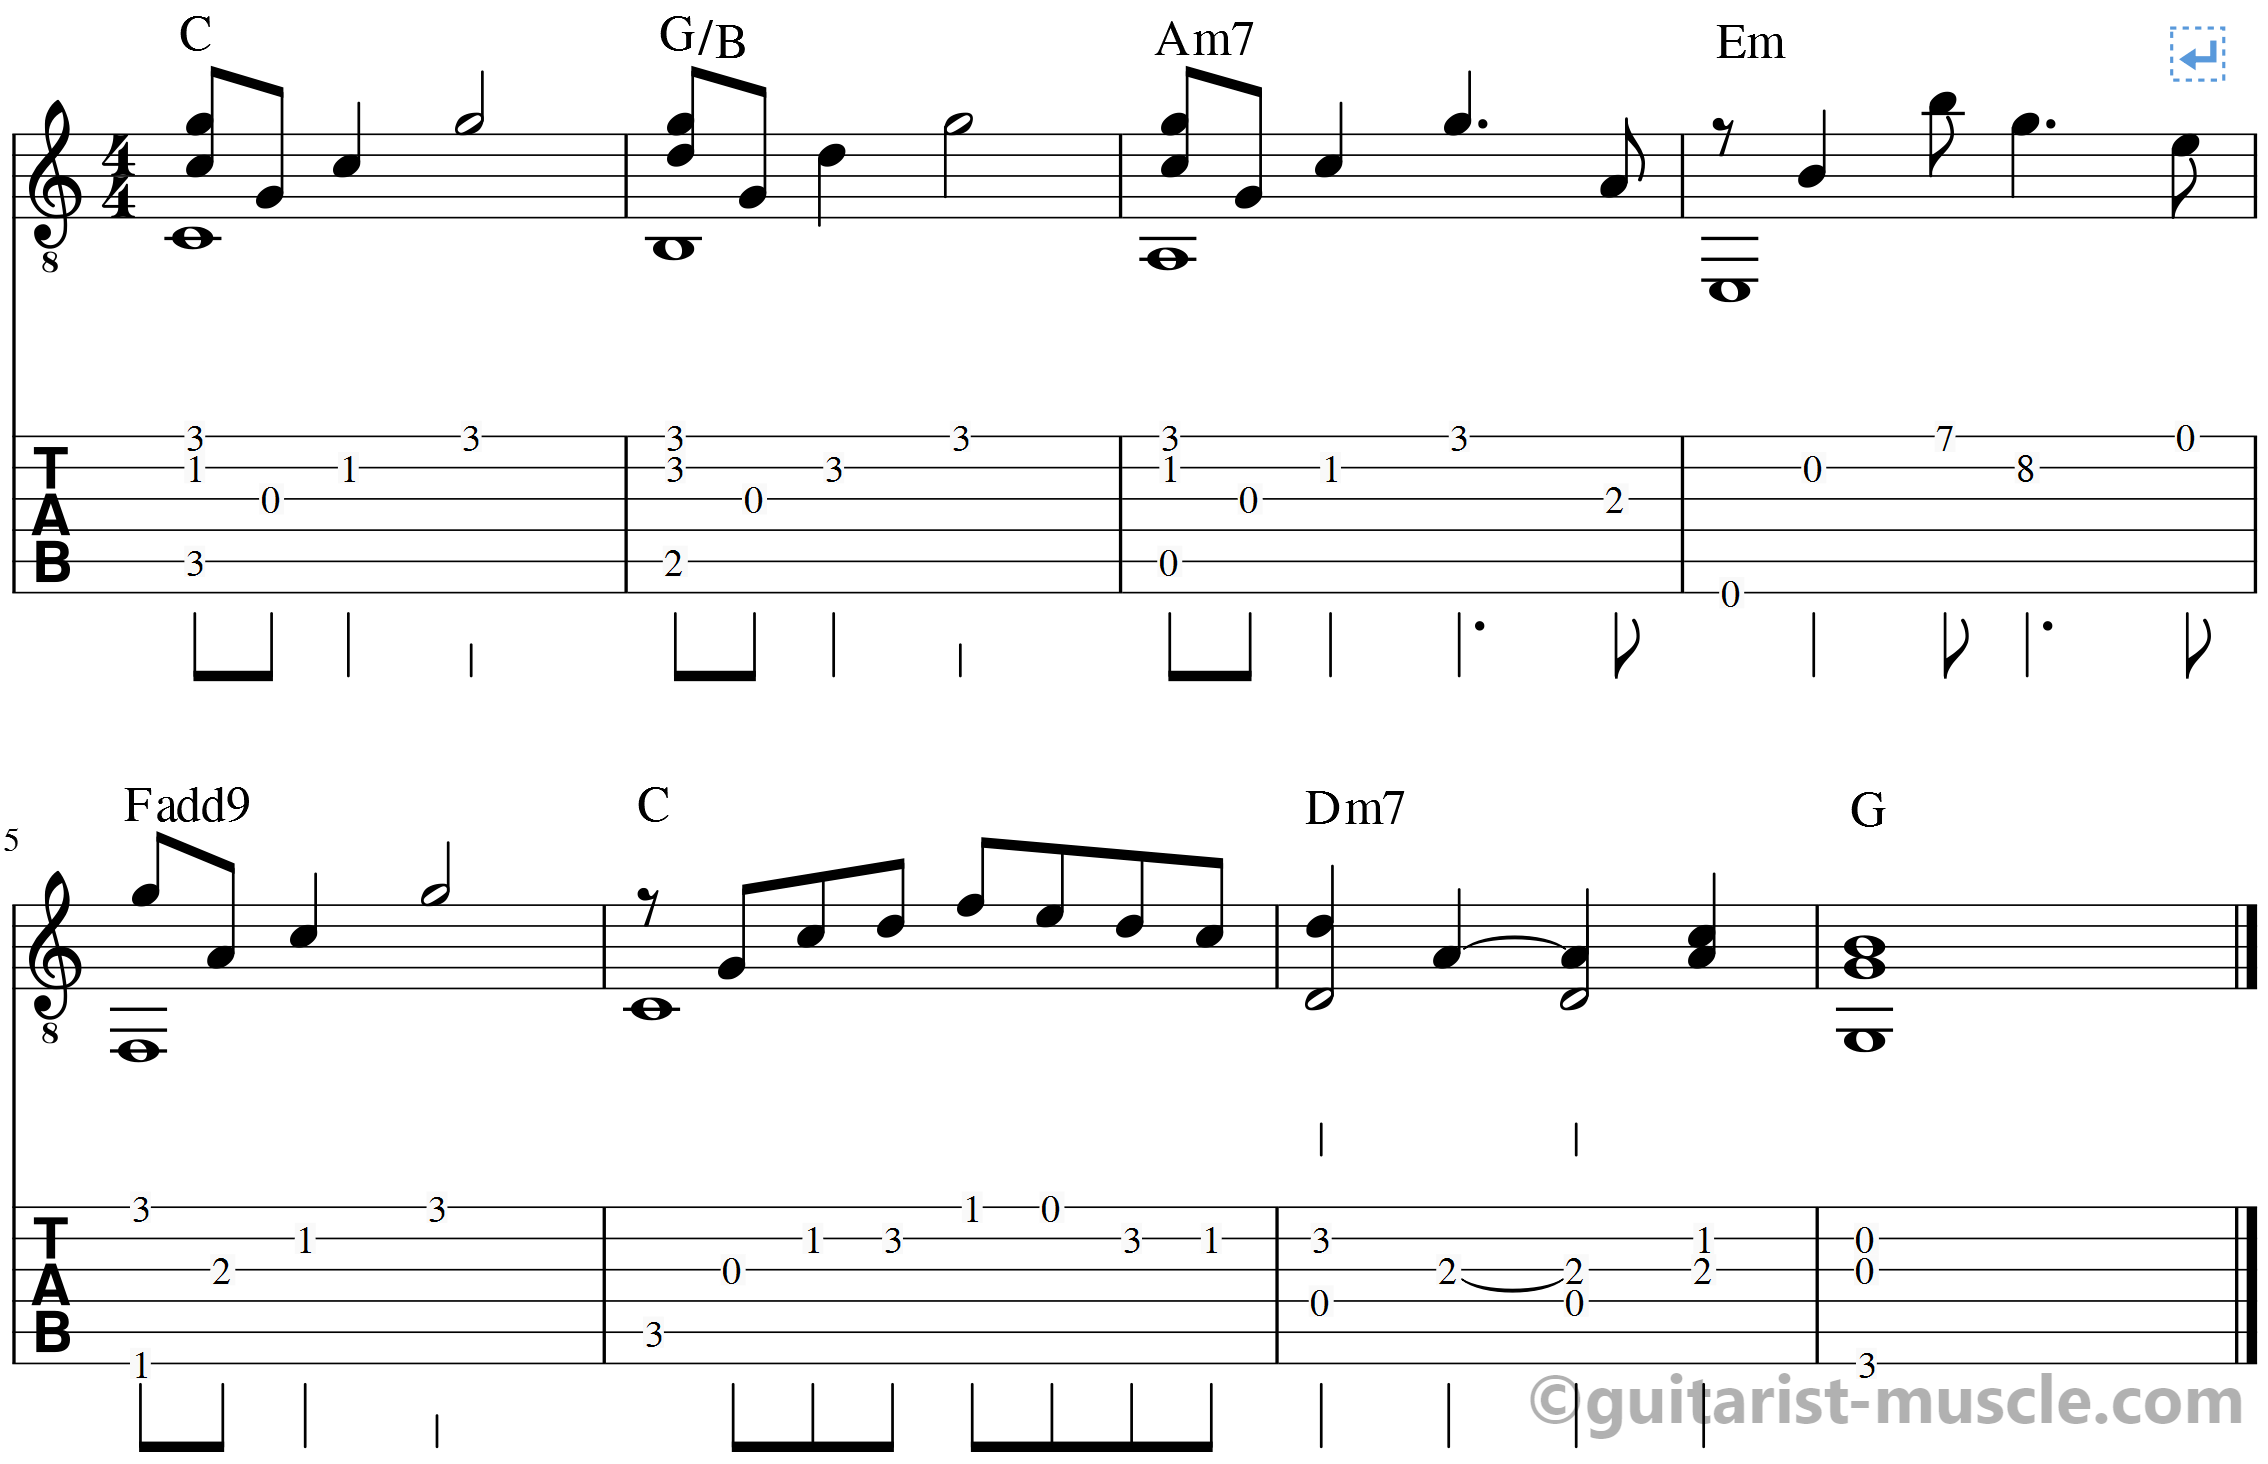 C G/B Am7 Em
4
4
8
3 3 3 3 3 3 7 0
T 1 1 3 3 1 1 0 8
A 0 0 0 2
B 3 2 0
0
Fadd9 C Dm7 G
5
8
3 3 1 0
T 1 1 3 3 1 3 1 0
A 2 0 2 2 2 0
0 0
B 3
1 3
©guitarist-muscle.com